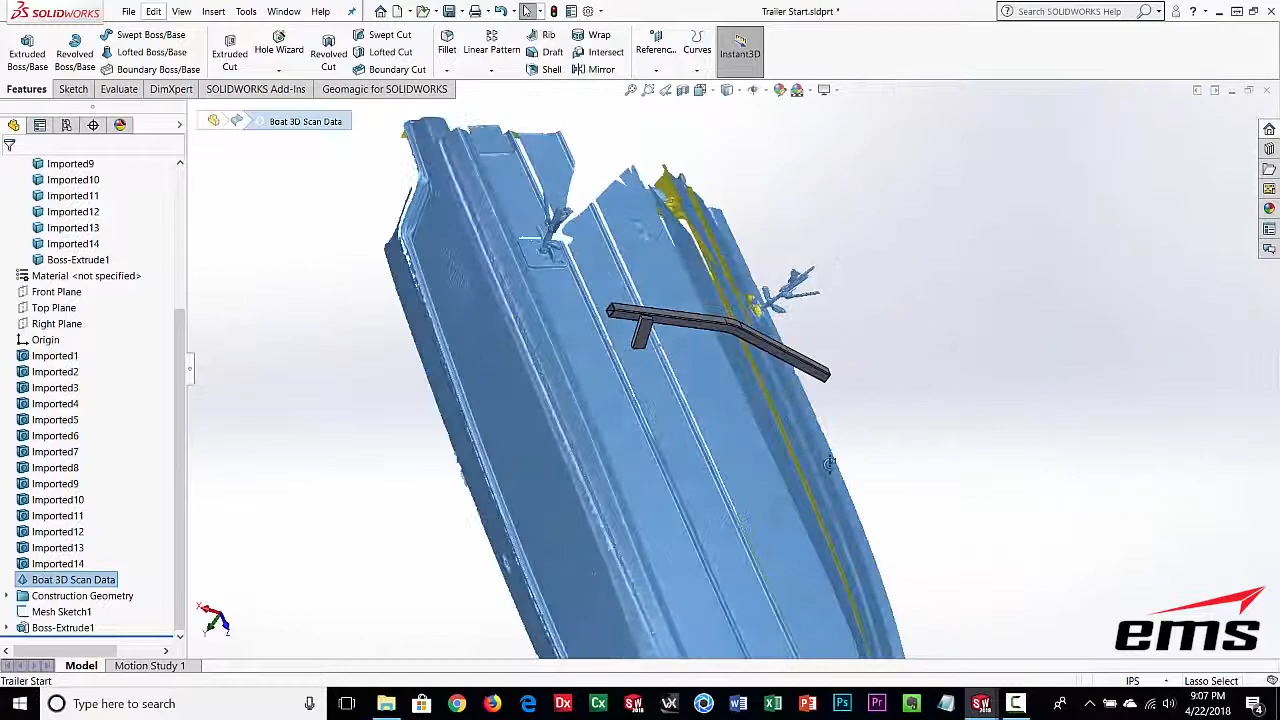 SOLIDWORKS File Edit View Insert Tools Window Help Trailer Start.sldprt * Search SOLIDWORKS Help
Extruded Boss/Base
Revolved Boss/Base
Swept Boss/Base
Lofted Boss/Base
Boundary Boss/Base
Extruded Cut
Hole Wizard
Revolved Cut
Swept Cut
Lofted Cut
Boundary Cut
Fillet
Linear Pattern
Rib
Draft
Shell
Wrap
Intersect
Mirror
Referenc...
Curves
Instant3D
Features Sketch Evaluate DimXpert SOLIDWORKS Add-Ins Geomagic for SOLIDWORKS
Boat 3D Scan Data
Imported9
Imported10
Imported11
Imported12
Imported13
Imported14
Boss-Extrude1
Material <not specified>
Front Plane
Top Plane
Right Plane
Origin
Imported1
Imported2
Imported3
Imported4
Imported5
Imported6
Imported7
Imported8
Imported9
Imported10
Imported11
Imported12
Imported13
Imported14
Boat 3D Scan Data
Construction Geometry
Mesh Sketch1
Boss-Extrude1
X
Y
Z
ems
Model Motion Study 1
Trailer Start IPS Lasso Select
Type here to search
9:07 PM
4/22/2018